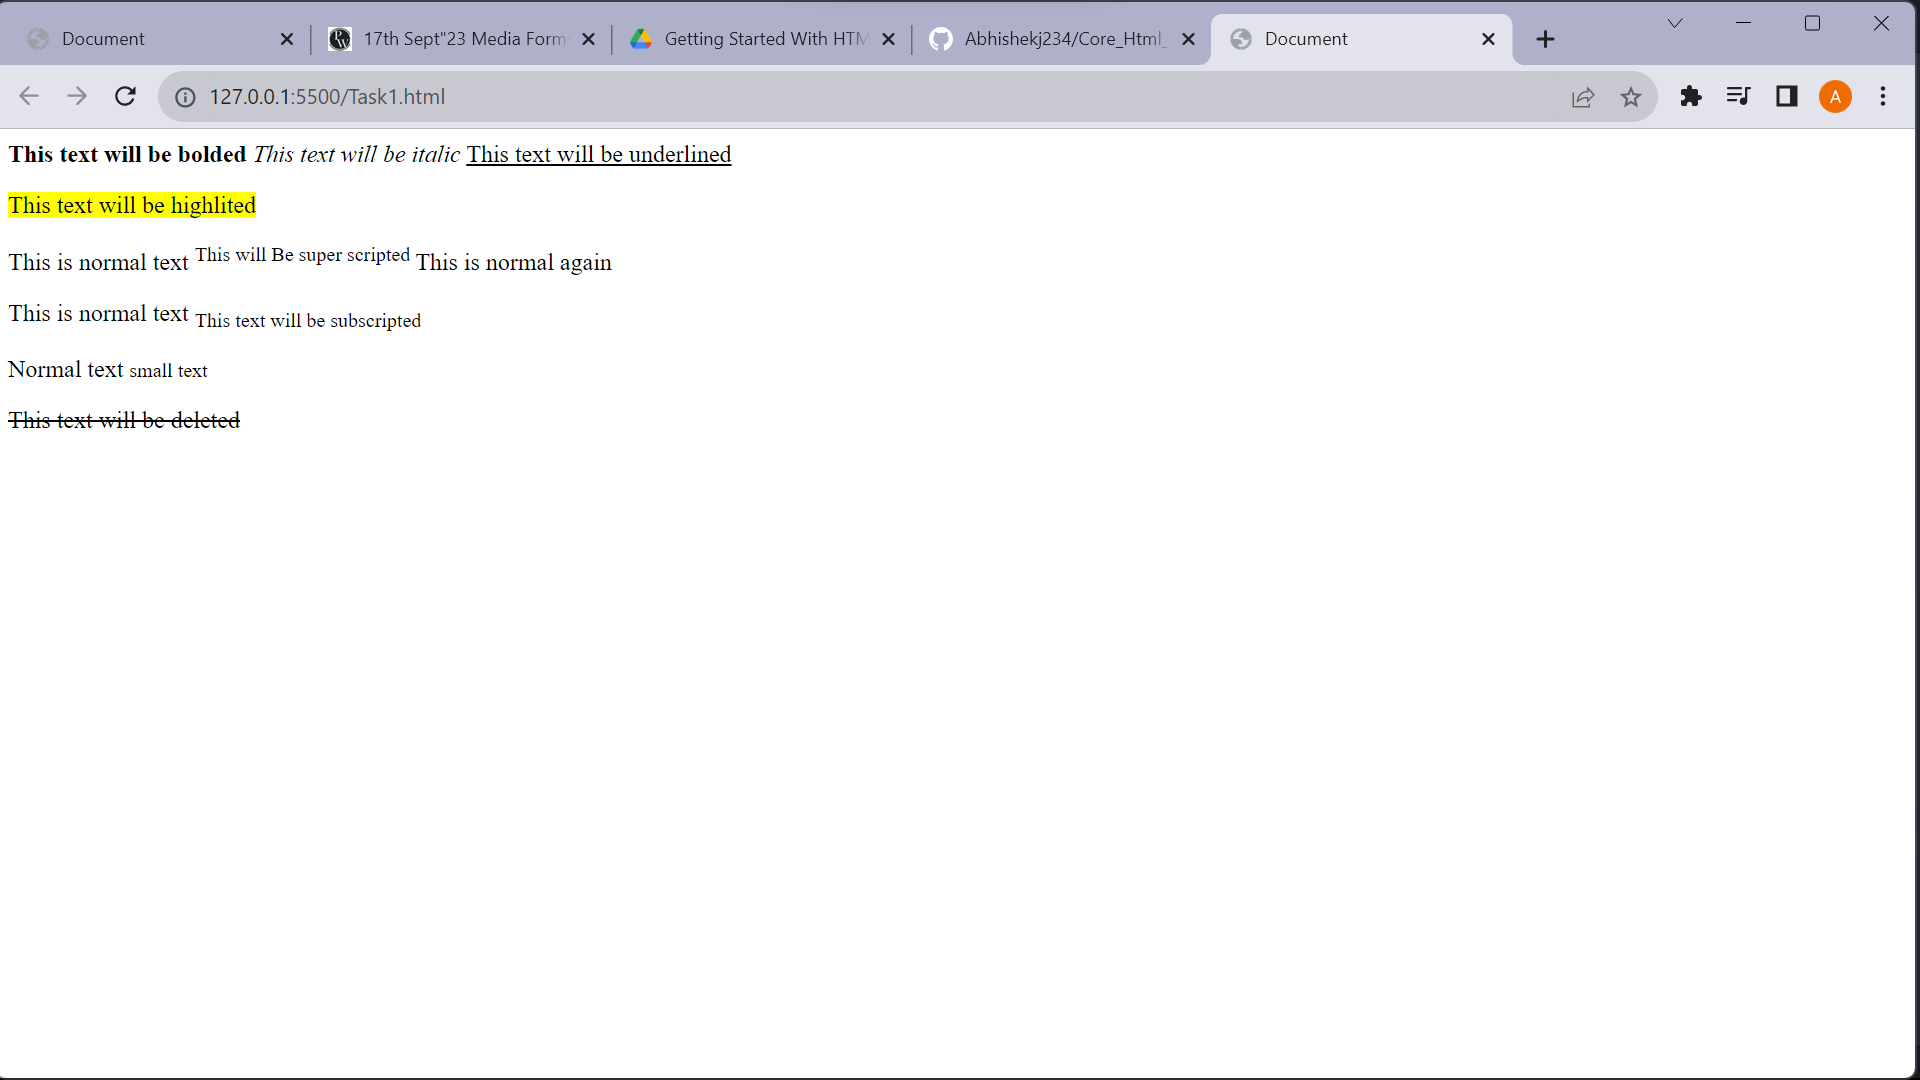 Document
17th Sept"23 Media Form
Getting Started With HTM
Abhishekj234/Core_Html_
Document
127.0.0.1:5500/Task1.html
A
This text will be bolded This text will be italic This text will be underlined
This text will be highlited
This is normal text This will Be super scripted This is normal again
This is normal text This text will be subscripted
Normal text small text
This text will be deleted